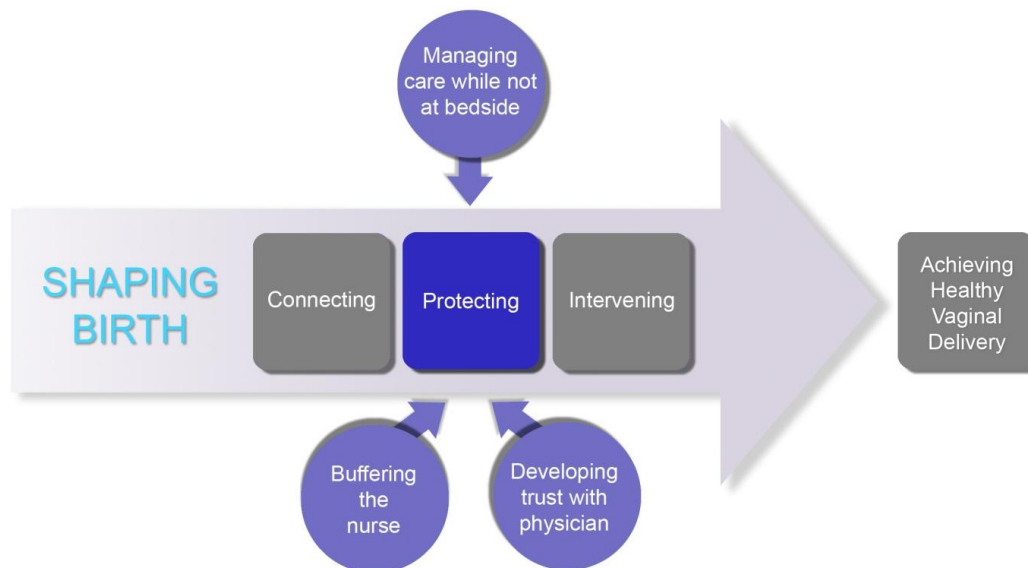 Managing
care while not
at bedside
SHAPING
BIRTH
Connecting
Protecting
Intervening
Achieving
Healthy
Vaginal
Delivery
Buffering
the
nurse
Developing
trust with
physician